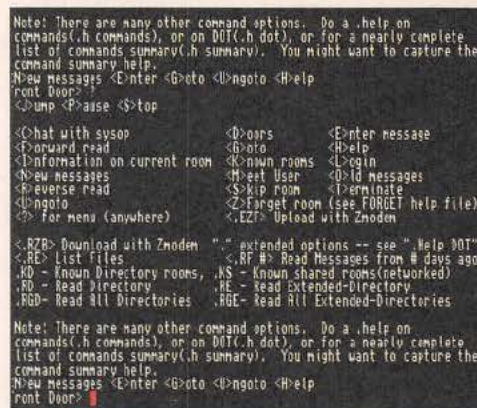 Note: There are many other command options. Do a .help on
commands(.h commands), or on DOT(.h dot), or for a nearly complete
list of commands summary(.h summary). You might want to capture the
command summary help.
<N>ew messages <E>nter <G>oto <U>ngoto <H>elp
ront Door> ?
<J>ump <P>ause <S>top
<C>hat with sysop <D>oors <E>nter message
<F>orward read <G>oto <H>elp
<I>nformation on current room <K>nown rooms <L>ogin
<N>ew messages <M>eet User <O>ld messages
<R>everse read <S>kip room <T>erminate
<U>ngoto <Z>Forget room (see FORGET help file)
<?> for menu (anywhere) <.EZF> Upload with Zmodem
<.RZB> Download with Zmodem "." extended options -- see ".Help DOT"
<.RE> List Files <.RF #> Read Messages from # days ago
.KD - Known Directory rooms, .KS - Known shared rooms(networked)
.RD - Read Directory .RE - Read Extended-Directory
.RGD- Read All Directories .RGE- Read All Extended-Directories
Note: There are many other command options. Do a .help on
commands(.h commands), or on DOT(.h dot), or for a nearly complete
list of commands summary(.h summary). You might want to capture the
command summary help.
<N>ew messages <E>nter <G>oto <U>ngoto <H>elp
ront Door>